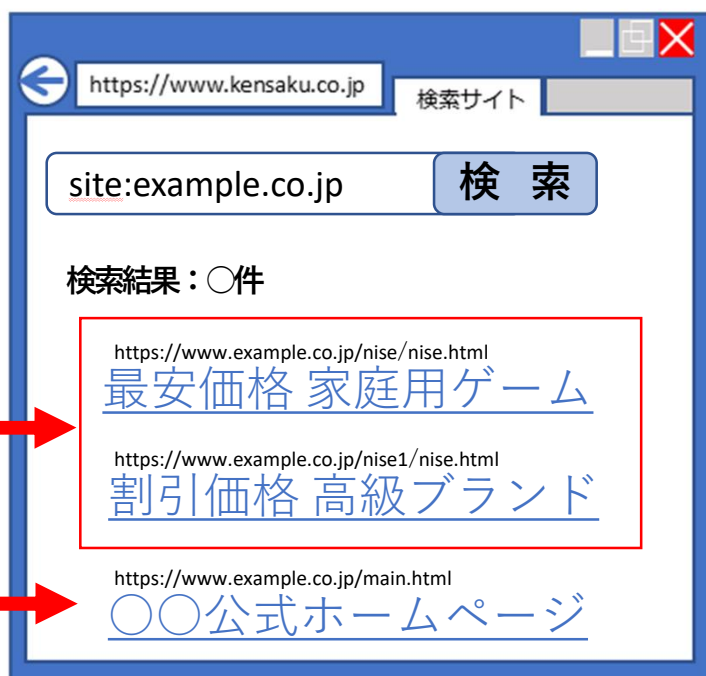 https://www.kensaku.co.jp
検索サイト
site:example.co.jp
検 索
検索結果：○件
https://www.example.co.jp/nise/nise.html
最安価格 家庭用ゲーム
https://www.example.co.jp/nise1/nise.html
割引価格 高級ブランド
https://www.example.co.jp/main.html
○○公式ホームページ